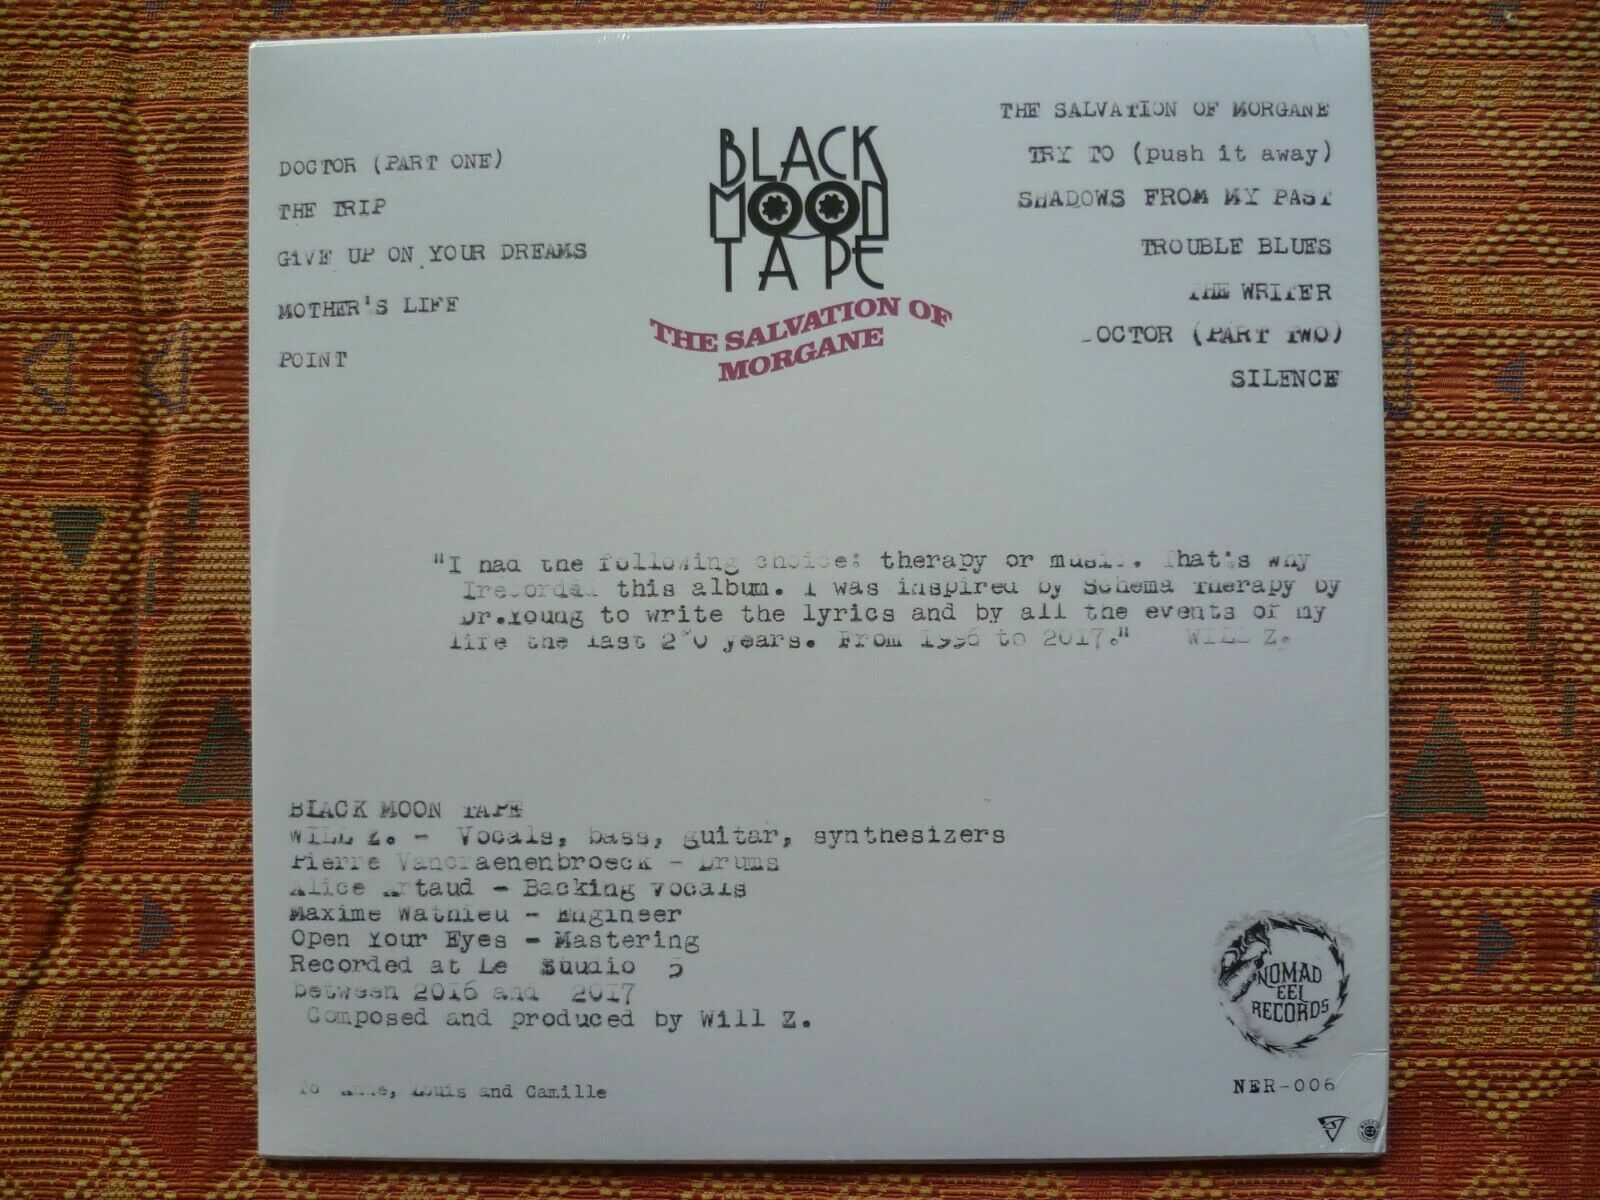 DOCTOR (PART ONE)
THE TRIP
GiVE UP ON YOUR DREAMS
MOTHER'S LIFE
POINT
BLACK
MOON
TAPE
THE SALVATION OF
MORGANE
THE SALVATION OF MORGANE
TRY TO (push it away)
SHADOWS FROM MY PAST
TROUBLE BLUES
THE WRITER
DOCTOR (PART TWO)
SILENCE
"I had the following choice: therapy or music. That's why
Irecorded this album. I was inspired by Schema Therapy by
Dr.Young to write the lyrics and by all the events of my
life the last 20 years. From 1996 to 2017." WILL Z.
BLACK MOON TAPE
WILL Z. - Vocals, bass, guitar, synthesizers
Pierre Vancraenenbroeck - Drums
Alice Artaud - Backing Vocals
Maxime Wathieu - Engineer
Open Your Eyes - Mastering
Recorded at Le Studio 5
between 2016 and 2017
Composed and produced by Will Z.
To Louis and Camille
NOMAD
EEL
RECORDS
NER-006